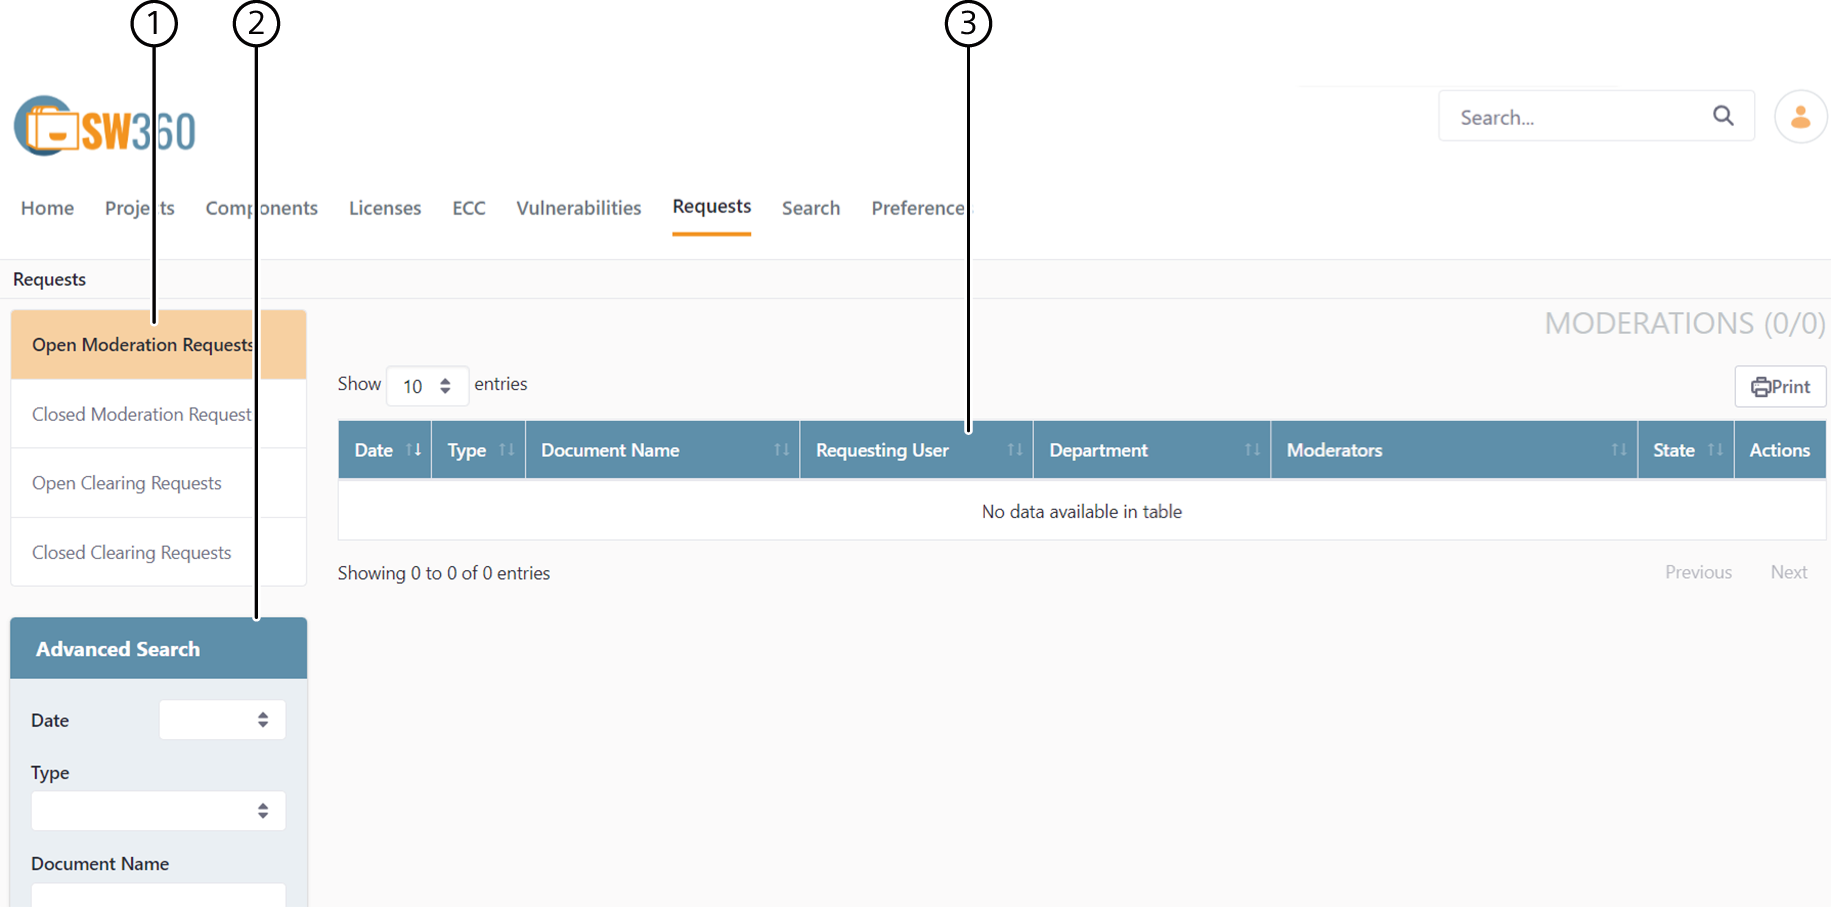 1 2 3
SW360
Search...
Home Projects Components Licenses ECC Vulnerabilities Requests Search Preference
Requests
MODERATIONS (0/0)
Open Moderation Requests
Closed Moderation Request
Open Clearing Requests
Closed Clearing Requests
Show 10 entries
Print
Date Type Document Name Requesting User Department Moderators State Actions
No data available in table
Showing 0 to 0 of 0 entries
Previous Next
Advanced Search
Date
Type
Document Name